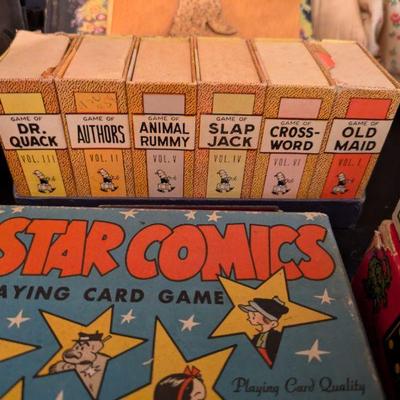 GAME OF
DR.
QUACK
VOL. III
GAME OF
AUTHORS
VOL. II
GAME OF
ANIMAL
RUMMY
VOL. V
GAME OF
SLAP
JACK
VOL. IV
GAME OF
CROSS-
WORD
VOL. VI
GAME OF
OLD
MAID
VOL. I
STAR COMICS
AYING CARD GAME
Playing Card Quality